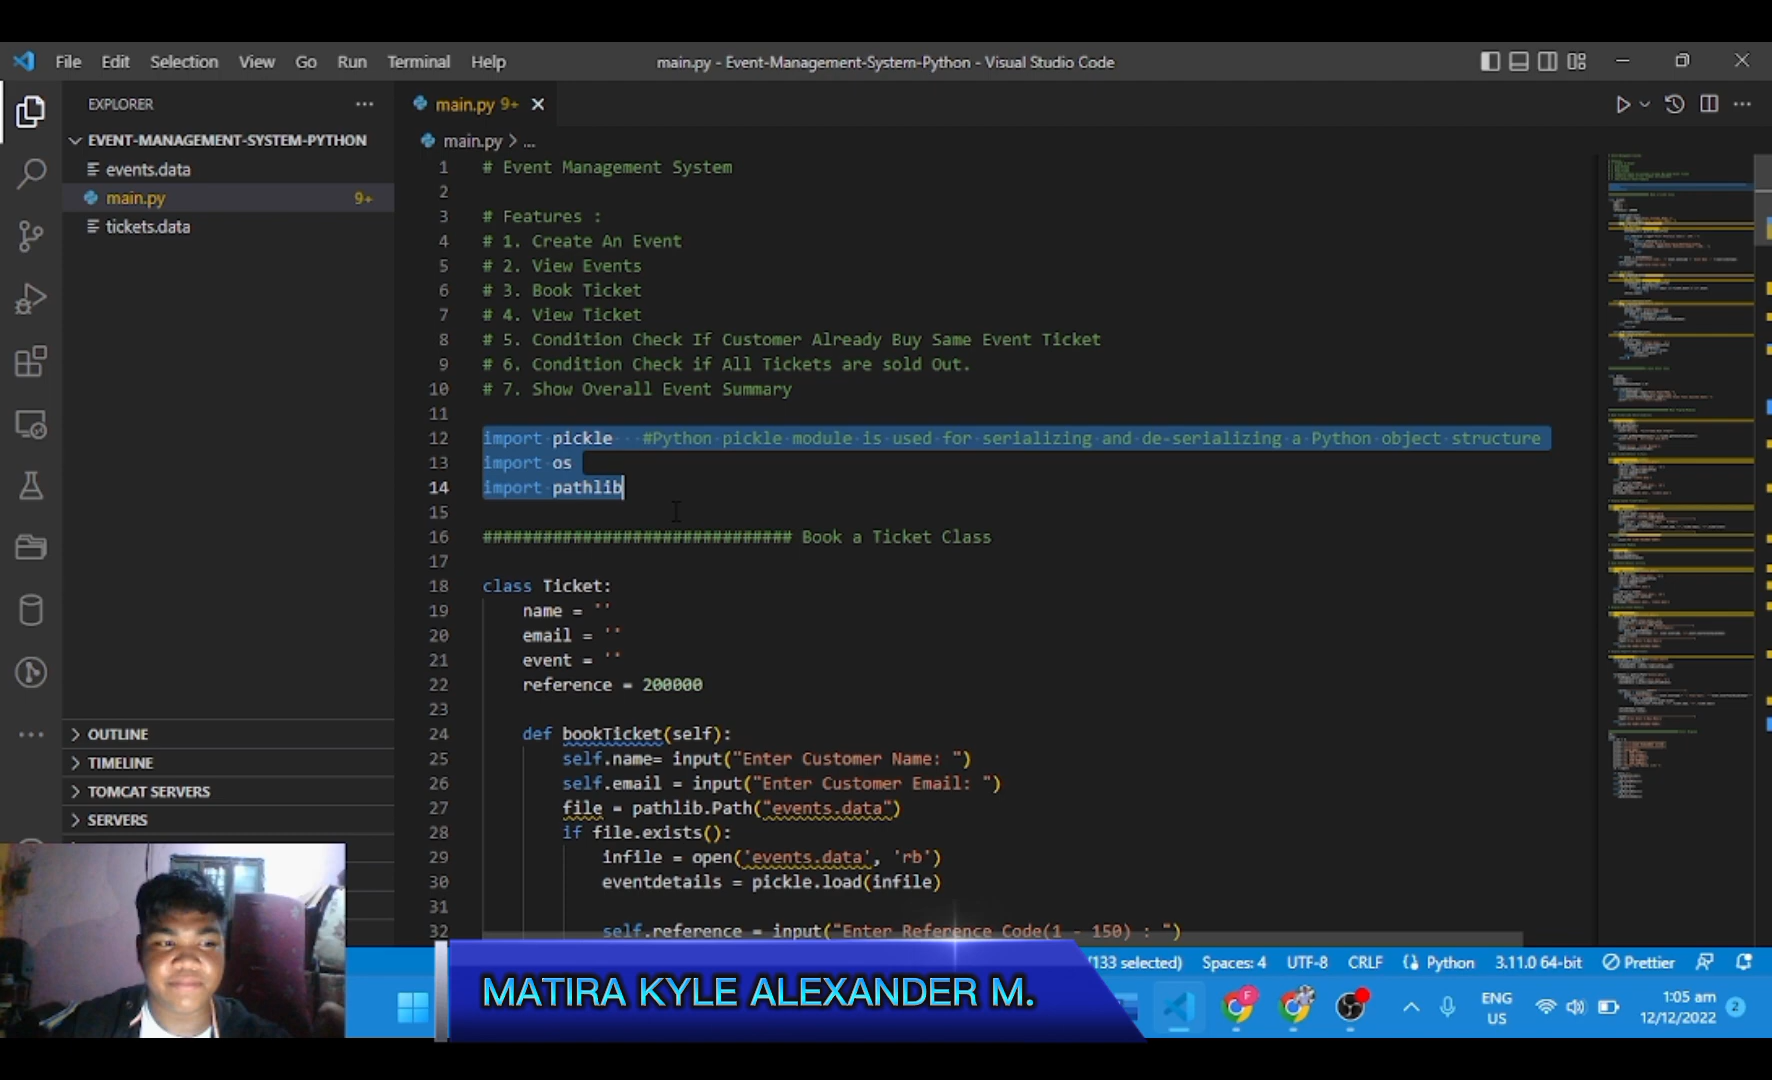 File Edit Selection View Go Run Terminal Help
main.py - Event-Management-System-Python - Visual Studio Code
EXPLORER
main.py 9+
EVENT-MANAGEMENT-SYSTEM-PYTHON
events.data
main.py 9+
tickets.data
OUTLINE
TIMELINE
TOMCAT SERVERS
SERVERS
main.py > ...
1 # Event Management System
2
3 # Features :
4 # 1. Create An Event
5 # 2. View Events
6 # 3. Book Ticket
7 # 4. View Ticket
8 # 5. Condition Check If Customer Already Buy Same Event Ticket
9 # 6. Condition Check if All Tickets are sold Out.
10 # 7. Show Overall Event Summary
11
12 import pickle #Python pickle module is used for serializing and de-serializing a Python object structure
13 import os
14 import pathlib
15
16 ############################### Book a Ticket Class
17
18 class Ticket:
19 name = ''
20 email = ''
21 event = ''
22 reference = 200000
23
24 def bookTicket(self):
25 self.name= input("Enter Customer Name: ")
26 self.email = input("Enter Customer Email: ")
27 file = pathlib.Path("events.data")
28 if file.exists():
29 infile = open('events.data', 'rb')
30 eventdetails = pickle.load(infile)
31
32 self.reference = input("Enter Reference Code(1 - 150) : ")
(133 selected) Spaces: 4 UTF-8 CRLF Python 3.11.0 64-bit Prettier
MATIRA KYLE ALEXANDER M.
F
ENG
US
1:05 am
12/12/2022
2